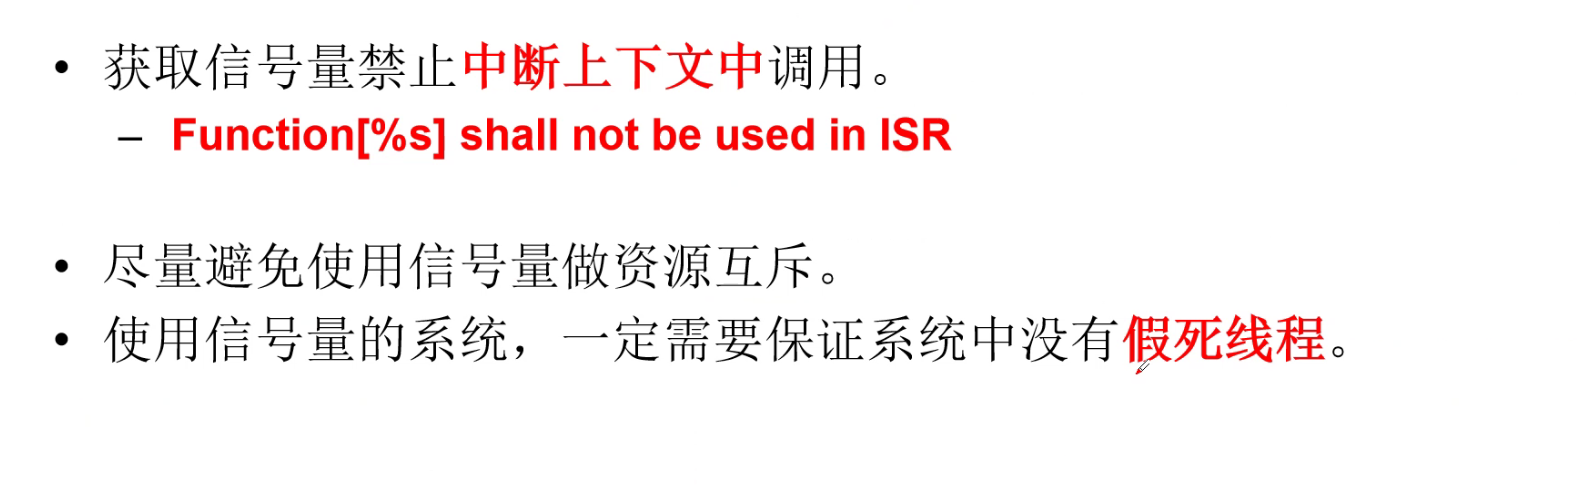 • 获取信号量禁止中断上下文中调用。
– Function[%s] shall not be used in ISR
• 尽量避免使用信号量做资源互斥。
• 使用信号量的系统，一定需要保证系统中没有假死线程。